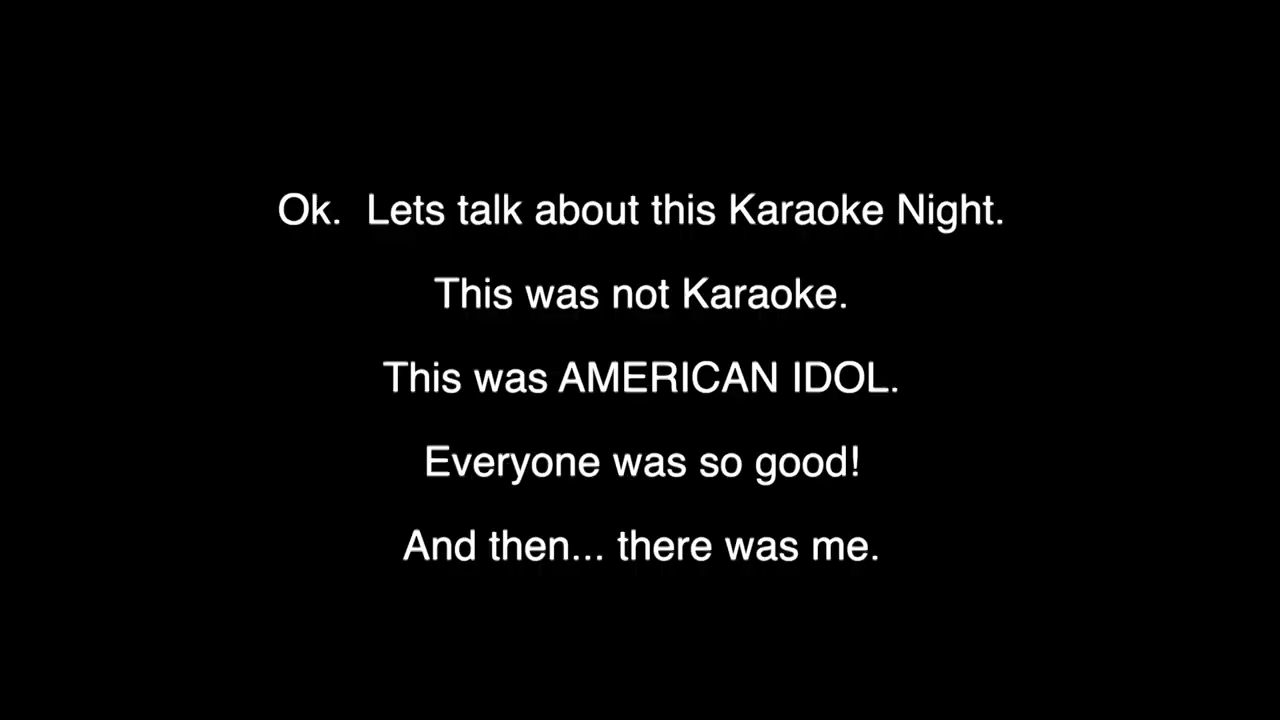 Ok.  Lets talk about this Karaoke Night.
This was not Karaoke.
This was AMERICAN IDOL.
Everyone was so good!
And then... there was me.